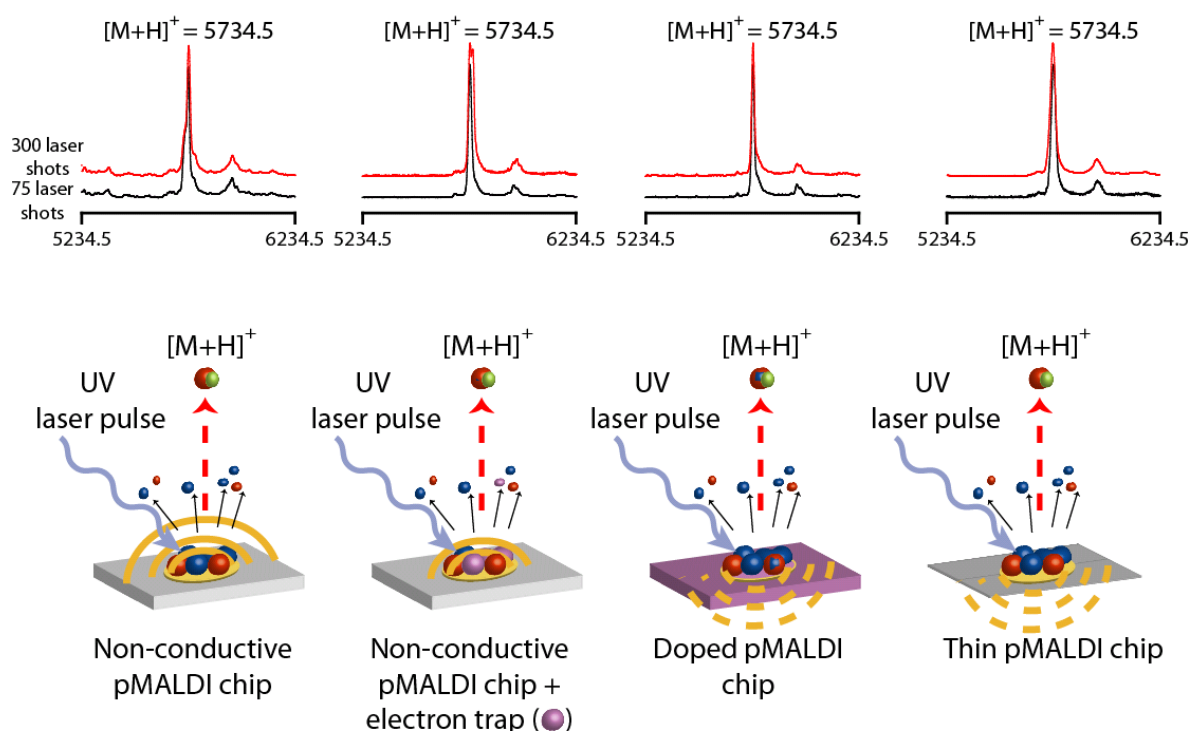 [M+H]⁺ = 5734.5
[M+H]⁺ = 5734.5
[M+H]⁺ = 5734.5
[M+H]⁺ = 5734.5
300 laser
shots
75 laser
shots
5234.5
6234.5
5234.5
6234.5
5234.5
6234.5
5234.5
6234.5
[M+H]⁺
UV
laser pulse
Non-conductive
pMALDI chip
[M+H]⁺
UV
laser pulse
Non-conductive
pMALDI chip +
electron trap ( )
[M+H]⁺
UV
laser pulse
Doped pMALDI
chip
[M+H]⁺
UV
laser pulse
Thin pMALDI chip